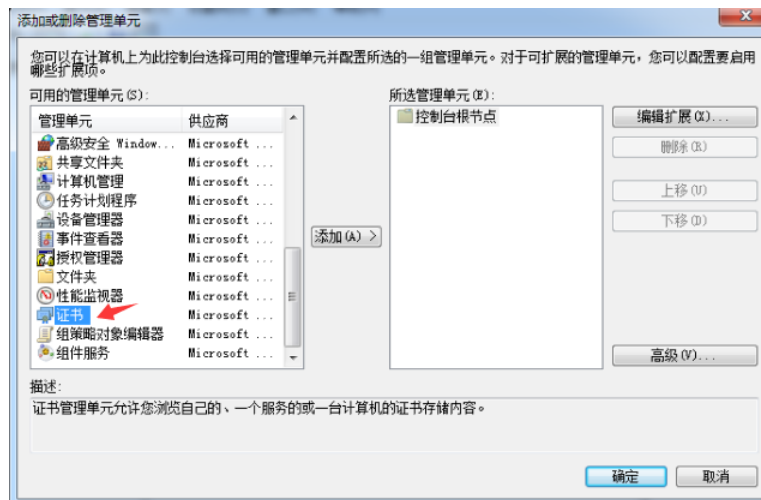 添加或删除管理单元
您可以在计算机上为此控制台选择可用的管理单元并配置所选的一组管理单元。对于可扩展的管理单元，您可以配置要启用
哪些扩展项。
可用的管理单元(S):
所选管理单元(E):
管理单元 供应商
高级安全 Window... Microsoft ...
共享文件夹 Microsoft ...
计算机管理 Microsoft ...
任务计划程序 Microsoft ...
设备管理器 Microsoft ...
事件查看器 Microsoft ...
授权管理器 Microsoft ...
文件夹 Microsoft ...
性能监视器 Microsoft ...
证书 Microsoft ...
组策略对象编辑器 Microsoft ...
组件服务 Microsoft ...
添加(A) >
控制台根节点
编辑扩展(X)...
删除(R)
上移(U)
下移(D)
高级(V)...
描述:
证书管理单元允许您浏览自己的、一个服务的或一台计算机的证书存储内容。
确定
取消